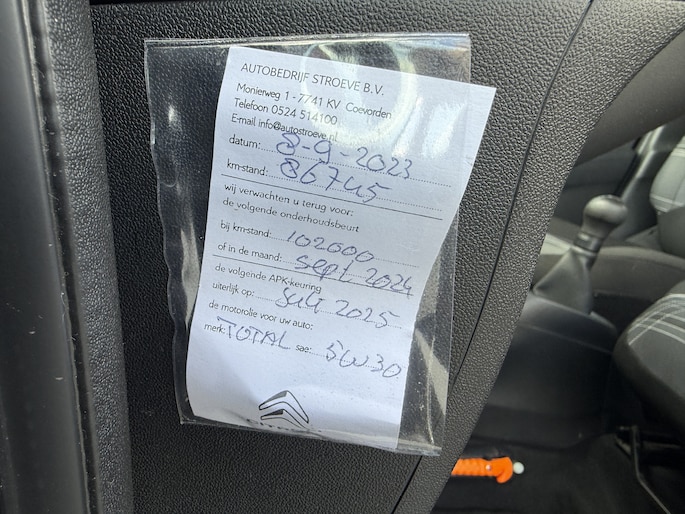 AUTOBEDRIJF STROEVE B.V.
Monierweg 1 - 7741 KV Coevorden
Telefoon 0524 514100
E-mail info@autostroeve.nl
datum: 8-9-2023
km-stand: 86745
wij verwachten u terug voor:
de volgende onderhoudsbeurt
bij km-stand: 102000
of in de maand: sept 2024
de volgende APK-keuring
uiterlijk op: juli 2025
de motorolie voor uw auto:
merk: TOTAL sae: 5W30